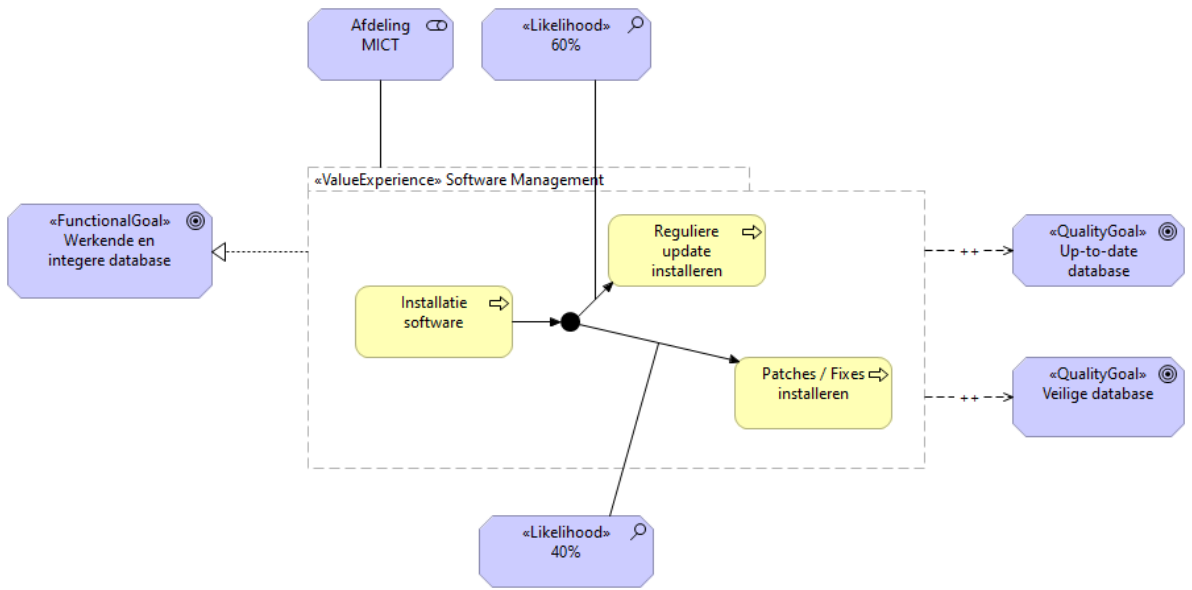 Afdeling
MICT
«Likelihood»
60%
«ValueExperience» Software Management
«FunctionalGoal»
Werkende en
integere database
Reguliere
update
installeren
«QualityGoal»
Up-to-date
database
++
Installatie
software
Patches / Fixes
installeren
«QualityGoal»
Veilige database
++
«Likelihood»
40%